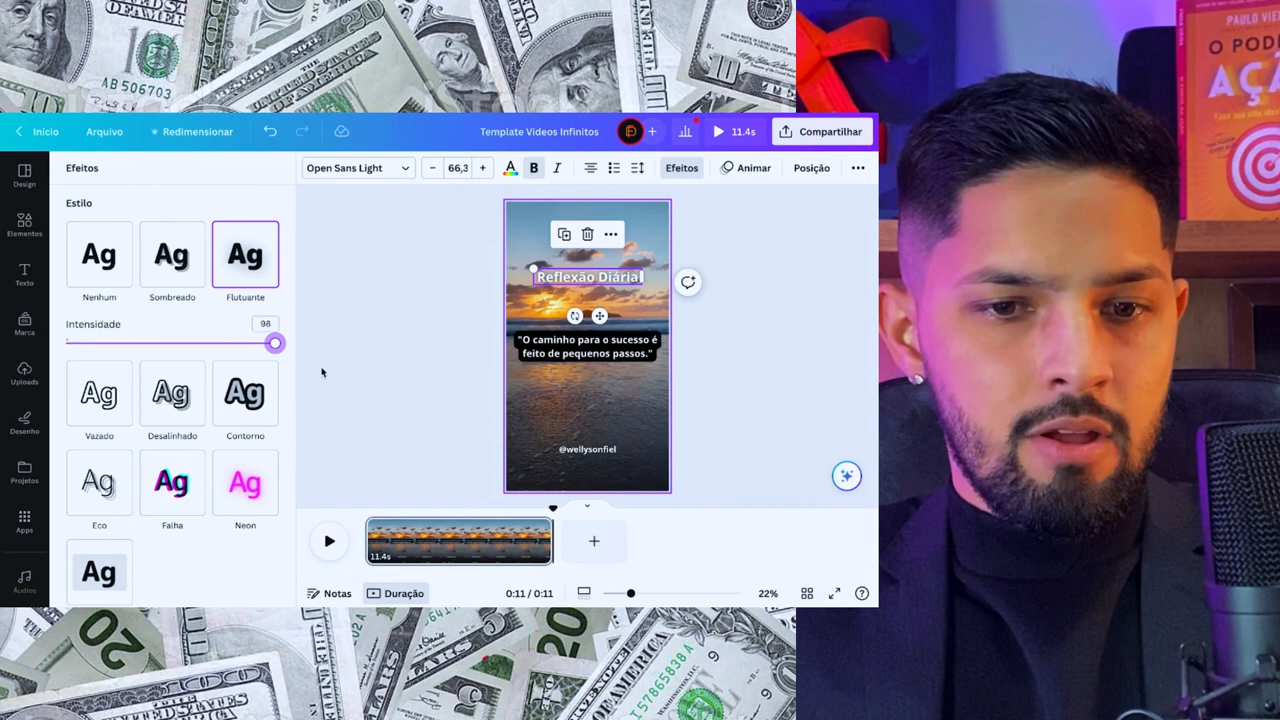 AB 506703
Início
Arquivo
Redimensionar
Template Videos Infinitos
11.4s
Compartilhar
Efeitos
Open Sans Light
−
66,3
+
A
B
I
Efeitos
Animar
Posição
Design
Elementos
Texto
Marca
Uploads
Desenho
Projetos
Apps
Áudios
Estilo
Ag
Ag
Ag
Nenhum
Sombreado
Flutuante
Intensidade
98
Ag
Ag
Ag
Vazado
Desalinhado
Contorno
Ag
Ag
Ag
Eco
Falha
Neon
Ag
Reflexão Diária
"O caminho para o sucesso é
feito de pequenos passos."
@wellysonfiel
11.4s
Notas
Duração
0:11 / 0:11
22%
PAULO VIE
O POD
AÇÃ